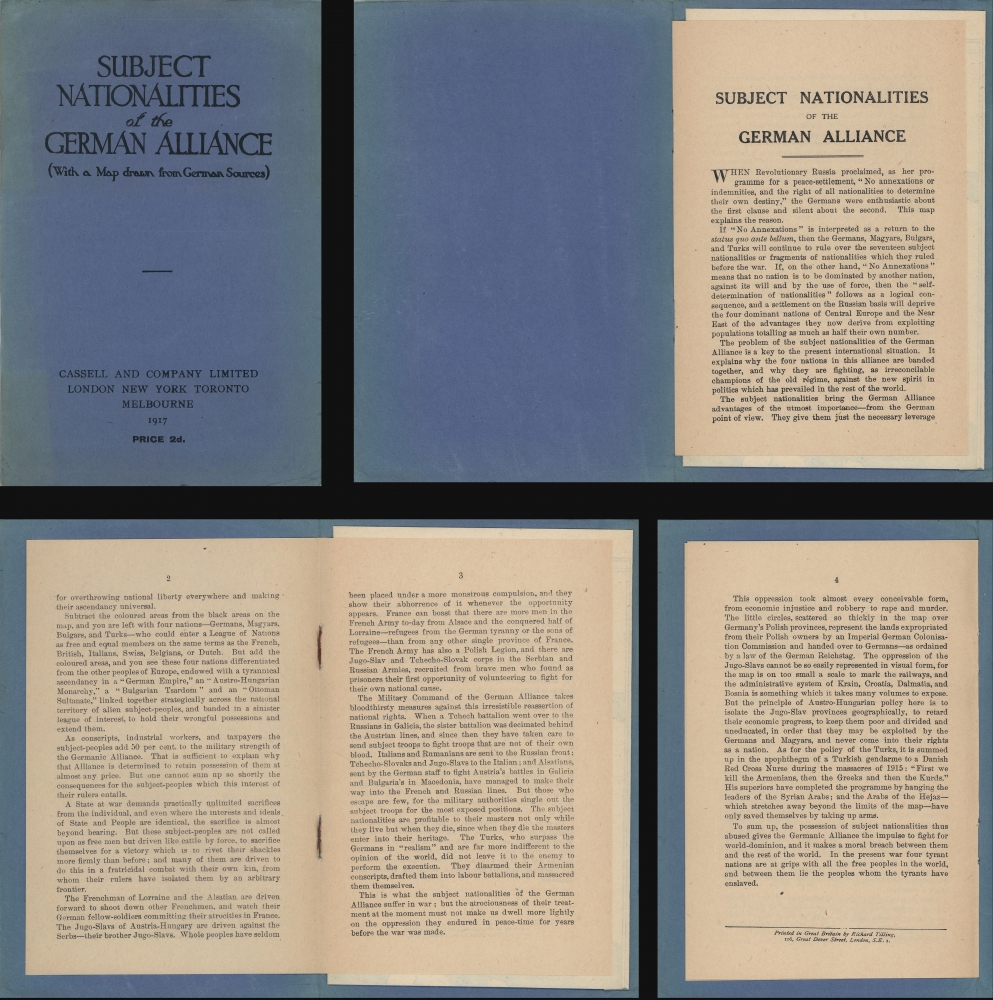 SUBJECT
NATIONALITIES
of the
GERMAN ALLIANCE
(With a Map drawn from German Sources)
CASSELL AND COMPANY LIMITED
LONDON NEW YORK TORONTO
MELBOURNE
1917
PRICE 2d.
SUBJECT NATIONALITIES
OF THE
GERMAN ALLIANCE
WHEN Revolutionary Russia proclaimed, as her pro-
gramme for a peace-settlement, "No annexations or
indemnities, and the right of all nationalities to determine
their own destiny," the Germans were enthusiastic about
the first clause and silent about the second. This map
explains the reason.
If "No Annexations" is interpreted as a return to the
status quo ante bellum, then the Germans, Magyars, Bulgars,
and Turks will continue to rule over the seventeen subject
nationalities or fragments of nationalities which they ruled
before the war. If, on the other hand, "No Annexations"
means that no nation is to be dominated by another nation,
against its will and by the use of force, then the "self-
determination of nationalities" follows as a logical con-
sequence, and a settlement on the Russian basis will deprive
the four dominant nations of Central Europe and the Near
East of the advantages they now derive from exploiting
populations totalling as much as half their own number.
The problem of the subject nationalities of the German
Alliance is a key to the present international situation. It
explains why the four nations in this alliance are banded
together, and why they are fighting, as irreconcilable
champions of the old régime, against the new spirit in
politics which has prevailed in the rest of the world.
The subject nationalities bring the German Alliance
advantages of the utmost importance—from the German
point of view. They give them just the necessary leverage
2
for overthrowing national liberty everywhere and making
their ascendancy universal.
Subtract the coloured areas from the black areas on the
map, and you are left with four nations—Germans, Magyars,
Bulgars, and Turks—who could enter a League of Nations
as free and equal members on the same terms as the French,
British, Italians, Swiss, Belgians, or Dutch. But add the
coloured areas, and you see these four nations differentiated
from the other peoples of Europe, endowed with a tyrannical
ascendancy in a "German Empire," an "Austro-Hungarian
Monarchy," a "Bulgarian Tsardom" and an "Ottoman
Sultanate," linked together strategically across the national
territory of alien subject-peoples, and banded in a sinister
league of interest, to hold their wrongful possessions and
extend them.
As conscripts, industrial workers, and taxpayers the
subject-peoples add 50 per cent. to the military strength of
the Germanic Alliance. That is sufficient to explain why
that Alliance is determined to retain possession of them at
almost any price. But one cannot sum up so shortly the
consequences for the subject-peoples which this interest of
their rulers entails.
A State at war demands practically unlimited sacrifices
from the individual, and even where the interests and ideals
of State and People are identical, the sacrifice is almost
beyond bearing. But these subject-peoples are not called
upon as free men but driven like cattle by force, to sacrifice
themselves for a victory which is to rivet their shackles
more firmly than before; and many of them are driven to
do this in a fratricidal combat with their own kin, from
whom their rulers have isolated them by an arbitrary
frontier.
The Frenchman of Lorraine and the Alsatian are driven
forward to shoot down other Frenchmen, and watch their
German fellow-soldiers committing their atrocities in France.
The Jugo-Slavs of Austria-Hungary are driven against the
Serbs—their brother Jugo-Slavs. Whole peoples have seldom
3
been placed under a more monstrous compulsion, and they
show their abhorrence of it whenever the opportunity
appears. France can boast that there are more men in the
French Army to-day from Alsace and the conquered half of
Lorraine—refugees from the German tyranny or the sons of
refugees—than from any other single province of France.
The French Army has also a Polish Legion, and there are
Jugo-Slav and Tchecho-Slovak corps in the Serbian and
Russian Armies, recruited from brave men who found as
prisoners their first opportunity of volunteering to fight for
their own national cause.
The Military Command of the German Alliance takes
bloodthirsty measures against this irresistible reassertion of
national rights. When a Tchech battalion went over to the
Russians in Galicia, the sister battalion was decimated behind
the Austrian lines, and since then they have taken care to
send subject troops to fight troops that are not of their own
blood. Italians and Rumanians are sent to the Russian front;
Tchecho-Slovaks and Jugo-Slavs to the Italian; and Alsatians,
sent by the German staff to fight Austria's battles in Galicia
and Bulgaria's in Macedonia, have managed to make their
way into the French and Russian lines. But those who
escape are few, for the military authorities single out the
subject troops for the most exposed positions. The subject
nationalities are profitable to their masters not only while
they live but when they die, since when they die the masters
enter into their heritage. The Turks, who surpass the
Germans in "realism" and are far more indifferent to the
opinion of the world, did not leave it to the enemy to
perform the execution. They disarmed their Armenian
conscripts, drafted them into labour battalions, and massacred
them themselves.
This is what the subject nationalities of the German
Alliance suffer in war; but the atrociousness of their treat-
ment at the moment must not make us dwell more lightly
on the oppression they endured in peace-time for years
before the war was made.
4
This oppression took almost every conceivable form,
from economic injustice and robbery to rape and murder.
The little circles, scattered so thickly in the map over
Germany's Polish provinces, represent the lands expropriated
from their Polish owners by an Imperial German Colonisa-
tion Commission and handed over to Germans—as ordained
by a law of the German Reichstag. The oppression of the
Jugo-Slavs cannot be so easily represented in visual form, for
the map is on too small a scale to mark the railways, and
the administrative system of Krain, Croatia, Dalmatia, and
Bosnia is something which it takes many volumes to expose.
But the principle of Austro-Hungarian policy here is to
isolate the Jugo-Slav provinces geographically, to retard
their economic progress, to keep them poor and divided and
uneducated, in order that they may be exploited by the
Germans and Magyars, and never come into their rights
as a nation. As for the policy of the Turks, it is summed
up in the apophthegm of a Turkish gendarme to a Danish
Red Cross Nurse during the massacres of 1915: "First we
kill the Armenians, then the Greeks and then the Kurds."
His superiors have completed the programme by hanging the
leaders of the Syrian Arabs; and the Arabs of the Hejaz—
which stretches away beyond the limits of the map—have
only saved themselves by taking up arms.
To sum up, the possession of subject nationalities thus
abused gives the Germanic Alliance the impulse to fight for
world-dominion, and it makes a moral breach between them
and the rest of the world. In the present war four tyrant
nations are at grips with all the free peoples in the world,
and between them lie the peoples whom the tyrants have
enslaved.
Printed in Great Britain by Richard Tilling,
106, Great Dover Street, London, S.E. 1.